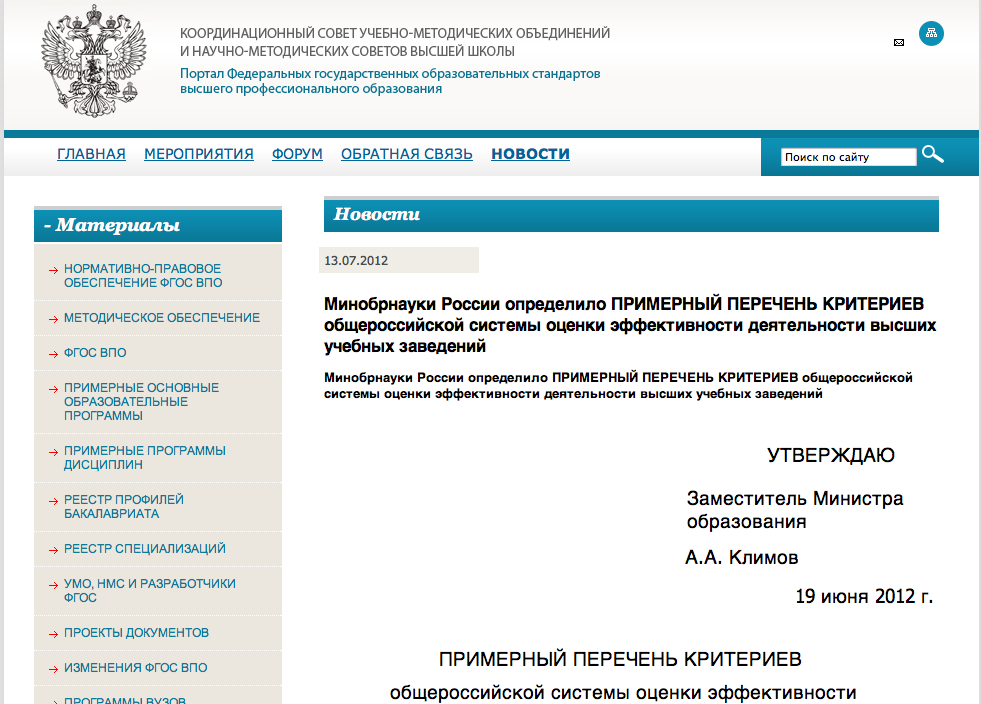 КООРДИНАЦИОННЫЙ СОВЕТ УЧЕБНО-МЕТОДИЧЕСКИХ ОБЪЕДИНЕНИЙ
И НАУЧНО-МЕТОДИЧЕСКИХ СОВЕТОВ ВЫСШЕЙ ШКОЛЫ
Портал Федеральных государственных образовательных стандартов
высшего профессионального образования
ГЛАВНАЯ МЕРОПРИЯТИЯ ФОРУМ ОБРАТНАЯ СВЯЗЬ НОВОСТИ
Поиск по сайту
- Материалы
НОРМАТИВНО-ПРАВОВОЕ
ОБЕСПЕЧЕНИЕ ФГОС ВПО
МЕТОДИЧЕСКОЕ ОБЕСПЕЧЕНИЕ
ФГОС ВПО
ПРИМЕРНЫЕ ОСНОВНЫЕ
ОБРАЗОВАТЕЛЬНЫЕ
ПРОГРАММЫ
ПРИМЕРНЫЕ ПРОГРАММЫ
ДИСЦИПЛИН
РЕЕСТР ПРОФИЛЕЙ
БАКАЛАВРИАТА
РЕЕСТР СПЕЦИАЛИЗАЦИЙ
УМО, НМС И РАЗРАБОТЧИКИ
ФГОС
ПРОЕКТЫ ДОКУМЕНТОВ
ИЗМЕНЕНИЯ ФГОС ВПО
ПРОГРАММЫ ВУЗОВ
Новости
13.07.2012
Минобрнауки России определило ПРИМЕРНЫЙ ПЕРЕЧЕНЬ КРИТЕРИЕВ
общероссийской системы оценки эффективности деятельности высших
учебных заведений
Минобрнауки России определило ПРИМЕРНЫЙ ПЕРЕЧЕНЬ КРИТЕРИЕВ общероссийской
системы оценки эффективности деятельности высших учебных заведений
УТВЕРЖДАЮ
Заместитель Министра
образования
А.А. Климов
19 июня 2012 г.
ПРИМЕРНЫЙ ПЕРЕЧЕНЬ КРИТЕРИЕВ
общероссийской системы оценки эффективности